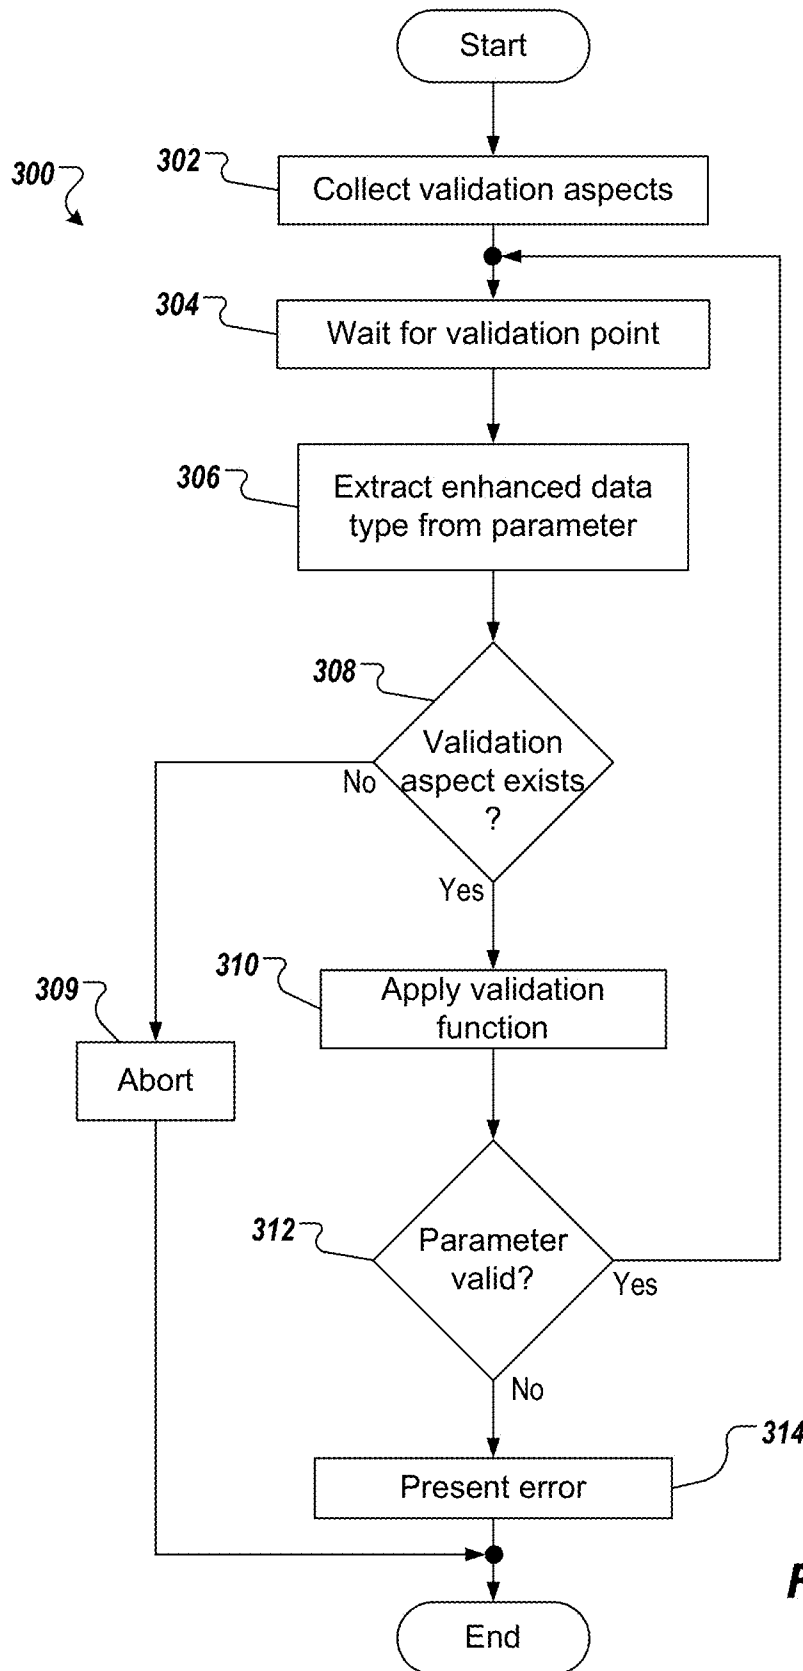 Start
300
302
Collect validation aspects
304
Wait for validation point
306
Extract enhanced data
type from parameter
308
Validation
aspect exists
?
No
Yes
310
Apply validation
function
309
Abort
312
Parameter
valid?
Yes
No
314
Present error
F
End